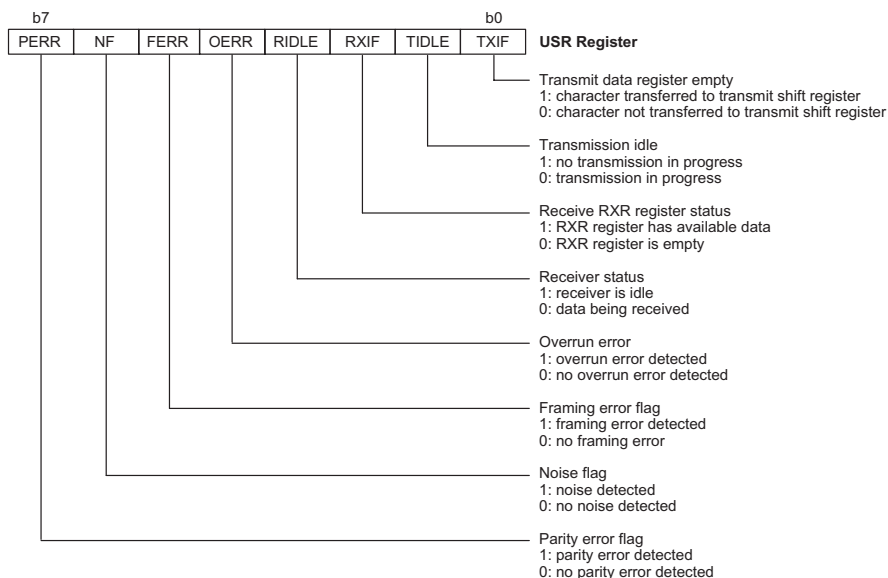 b7 b0
PERR NF FERR OERR RIDLE RXIF TIDLE TXIF USR Register
Transmit data register empty
1: character transferred to transmit shift register
0: character not transferred to transmit shift register
Transmission idle
1: no transmission in progress
0: transmission in progress
Receive RXR register status
1: RXR register has available data
0: RXR register is empty
Receiver status
1: receiver is idle
0: data being received
Overrun error
1: overrun error detected
0: no overrun error detected
Framing error flag
1: framing error detected
0: no framing error
Noise flag
1: noise detected
0: no noise detected
Parity error flag
1: parity error detected
0: no parity error detected